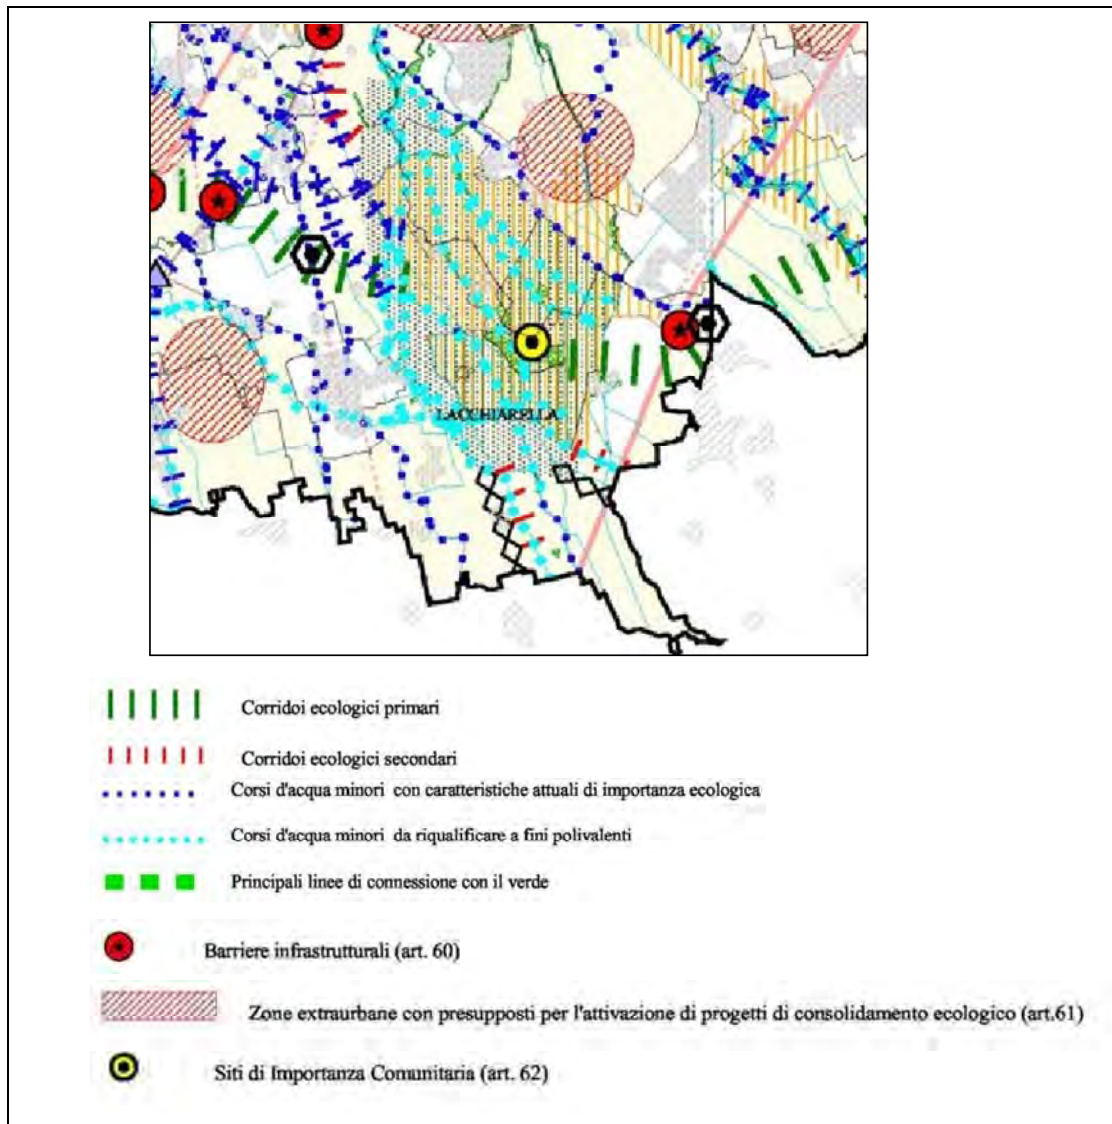 LACCHIARELLA
Corridoi ecologici primari
Corridoi ecologici secondari
Corsi d'acqua minori con caratteristiche attuali di importanza ecologica
Corsi d'acqua minori da riqualificare a fini polivalenti
Principali linee di connessione con il verde
Barriere infrastrutturali (art. 60)
Zone extraurbane con presupposti per l'attivazione di progetti di consolidamento ecologico (art.61)
Siti di Importanza Comunitaria (art. 62)